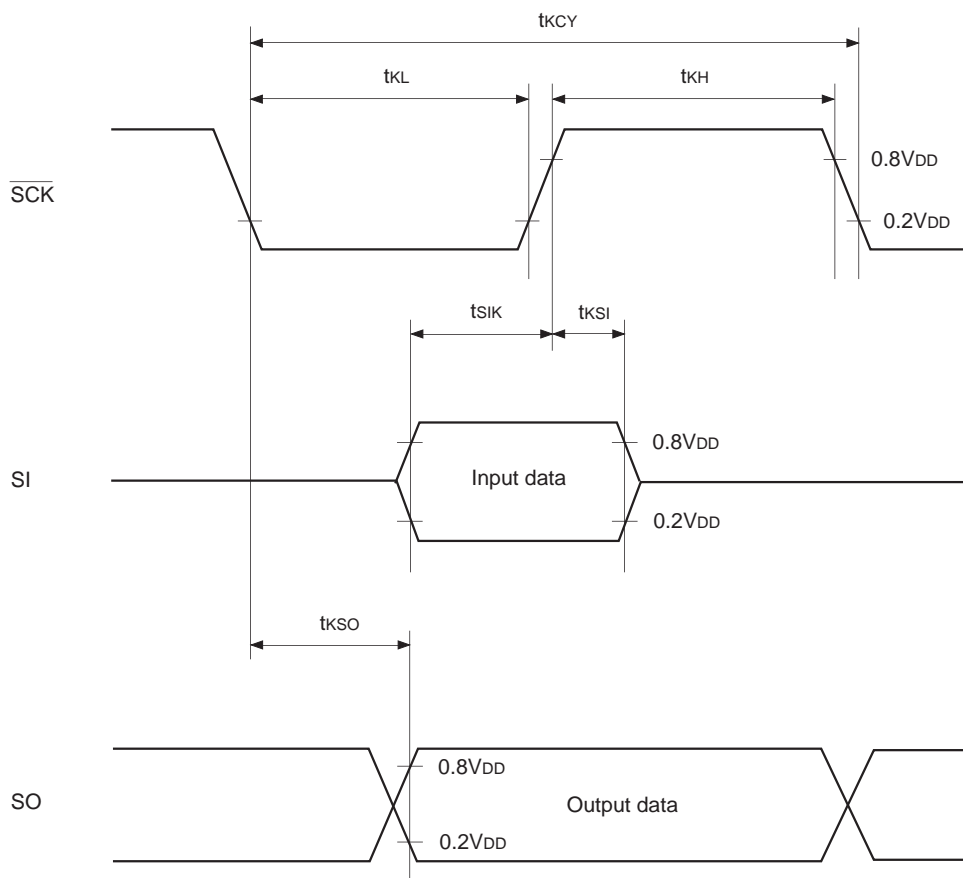 tKCY
tKL
tKH
0.8VDD
SCK
0.2VDD
tSIK
tKSI
0.8VDD
SI
Input data
0.2VDD
tKSO
0.8VDD
SO
Output data
0.2VDD